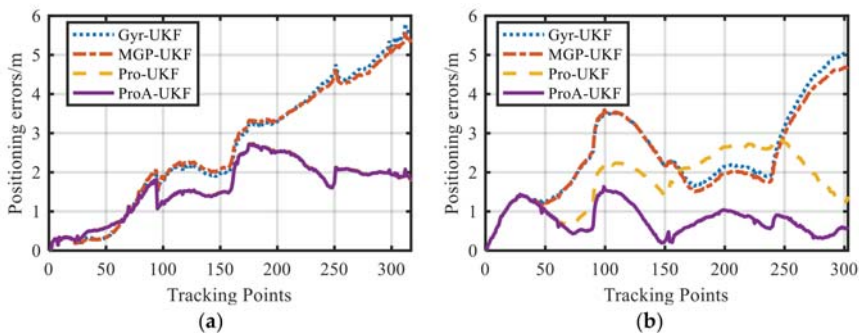 6
5
4
3
2
1
0
Positioning errors/m
Gyr-UKF
MGP-UKF
Pro-UKF
ProA-UKF
0 50 100 150 200 250 300
Tracking Points
(a)
6
5
4
3
2
1
0
Positioning errors/m
Gyr-UKF
MGP-UKF
Pro-UKF
ProA-UKF
0 50 100 150 200 250 300
Tracking Points
(b)